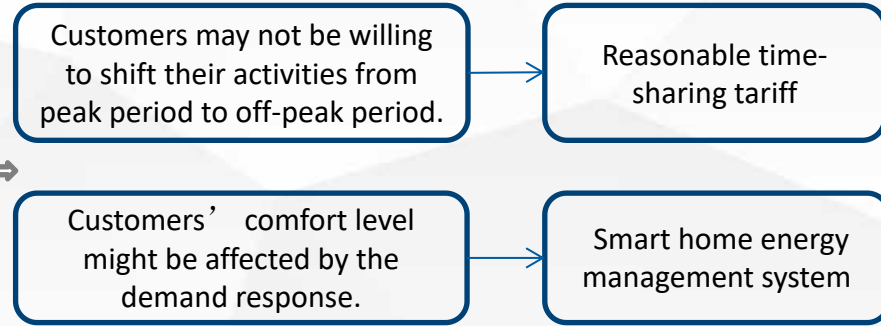 Customers may not be willing
to shift their activities from
peak period to off-peak period.
Reasonable time-
sharing tariff
⇒
Customers’ comfort level
might be affected by the
demand response.
Smart home energy
management system